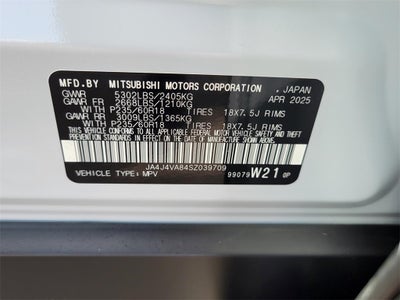 MFD.BY MITSUBISHI MOTORS CORPORATION , JAPAN
GVWR 5302LBS/2405KG APR 2025
GAWR FR 2668LBS/1210KG
P235/60R18 TIRES 18X7.5J RIMS
GAWR RR 3009LBS/1365KG
P235/60R18 TIRES 18X7.5J RIMS
THIS VEHICLE CONFORMS TO ALL APPLICABLE FEDERAL MOTOR VEHICLE SAFETY AND THEFT PREVENTION STANDARDS IN EFFECT ON THE DATE OF MANUFACTURE SHOWN ABOVE.
JA4J4VA84SZ039709
VEHICLE TYPE: MPV 99079 W21 0P